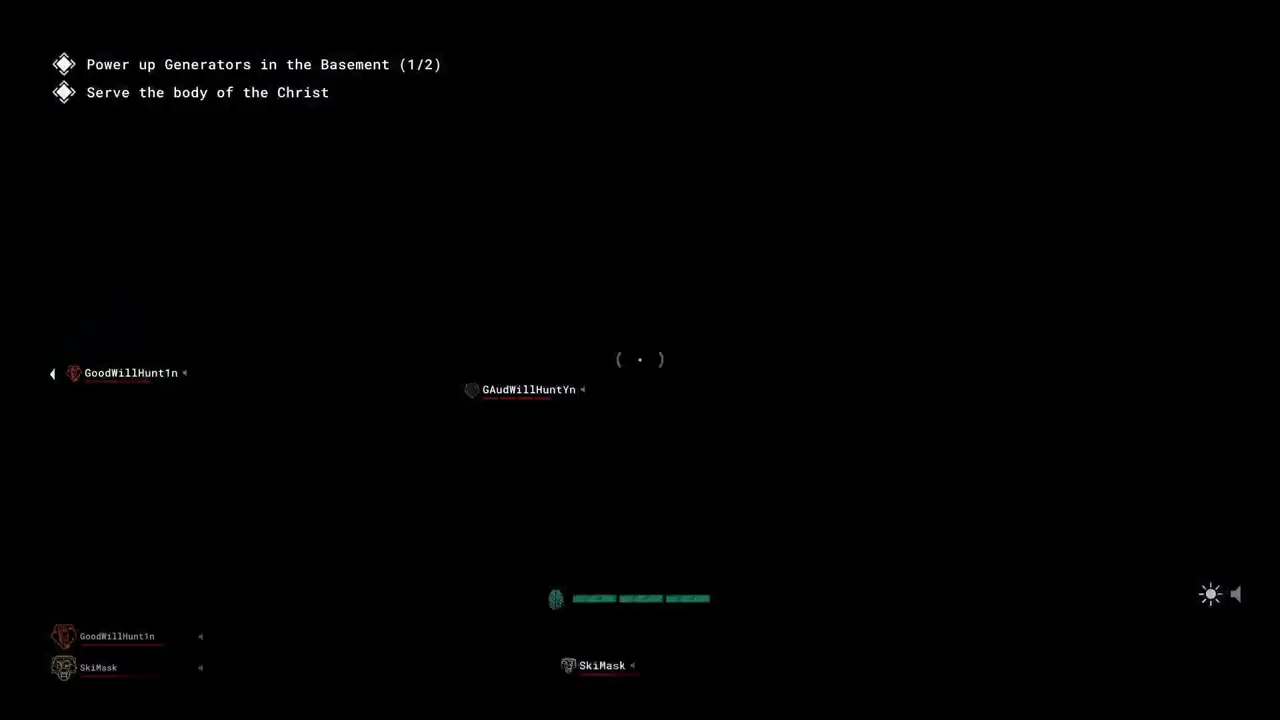 Power up Generators in the Basement (1/2)
Serve the body of the Christ
GoodWillHunt1n
GAudWillHuntYn
GoodWillHunt1n
SkiMask
SkiMask